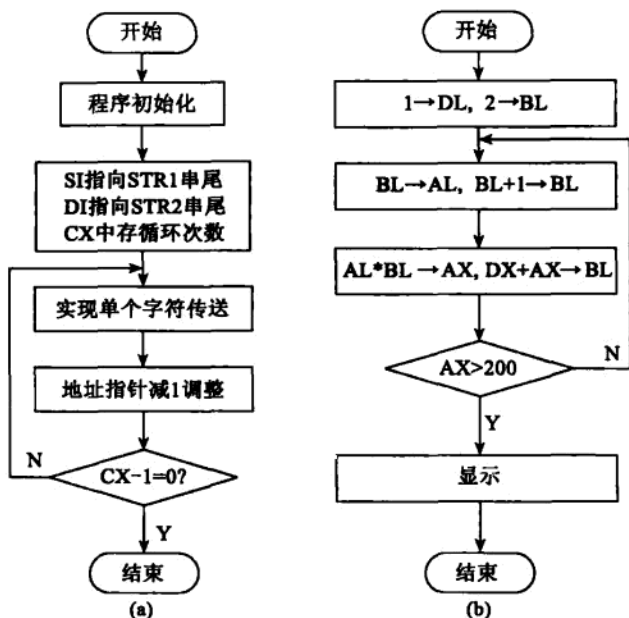 开始
程序初始化
SI指向STR1串尾
DI指向STR2串尾
CX中存循环次数
实现单个字符传送
地址指针减1调整
N
CX-1=0?
Y
结束
(a)
开始
1→DL, 2→BL
BL→AL, BL+1→BL
AL*BL→AX, DX+AX→BL
AX>200
N
Y
显示
结束
(b)